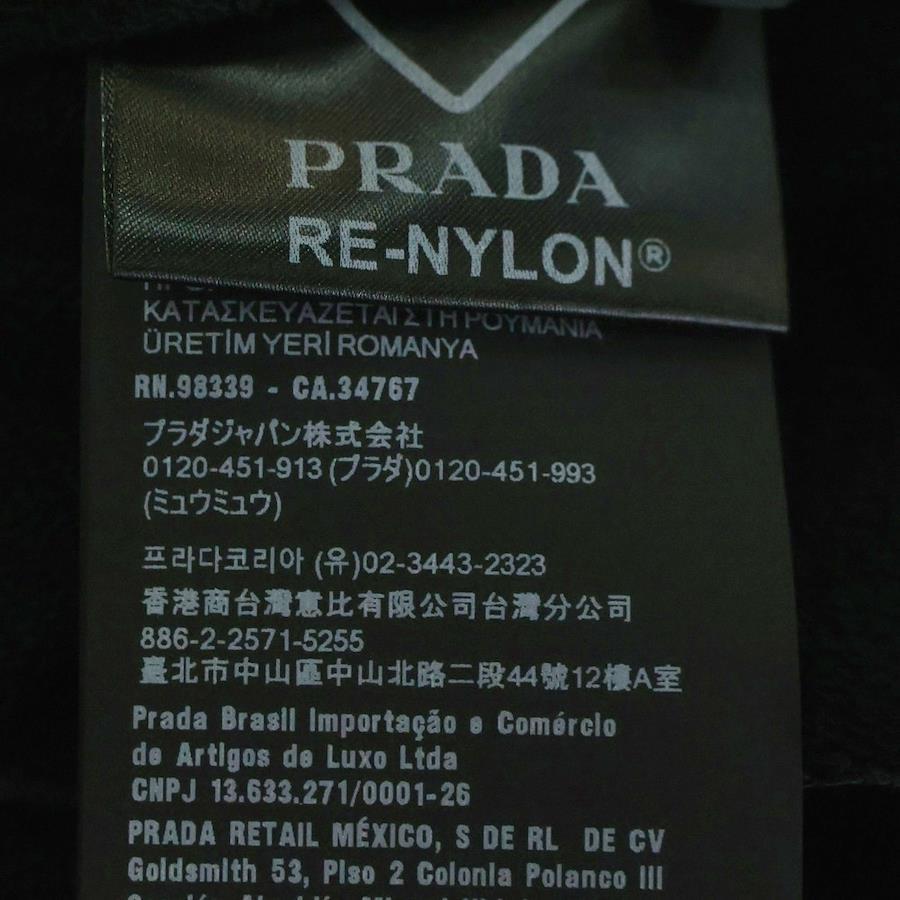 PRADA
RE-NYLON®
ΚΑΤΑΣΚΕΥΑΖΕΤΑΙ ΣΤΗ ΡΟΥΜΑΝΙΑ
ÜRETİM YERİ ROMANYA
RN.98339 - CA.34767
プラダジャパン株式会社
0120-451-913 (プラダ)0120-451-993
(ミュウミュウ)
프라다코리아 (유)02-3443-2323
香港商台灣意比有限公司台灣分公司
886-2-2571-5255
臺北市中山區中山北路二段44號12樓A室
Prada Brasil Importação e Comércio
de Artigos de Luxo Ltda
CNPJ 13.633.271/0001-26
PRADA RETAIL MÉXICO, S DE RL DE CV
Goldsmith 53, Piso 2 Colonia Polanco III